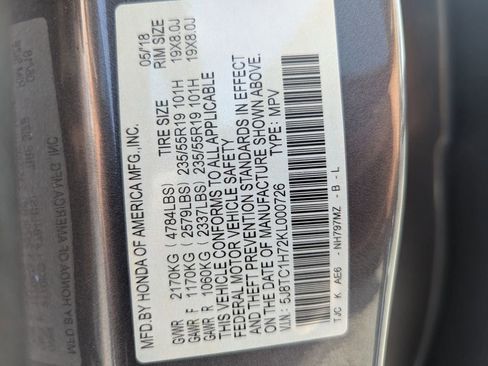 MFD.BY HONDA OF AMERICA MFG.,INC. 05/18
TIRE SIZE RIM SIZE
GVWR 2170KG (4784LBS)
GAWR F 1170KG (2579LBS) 235/55R19 101H 19X8.0J
GAWR R 1060KG (2337LBS) 235/55R19 101H 19X8.0J
THIS VEHICLE CONFORMS TO ALL APPLICABLE
FEDERAL MOTOR VEHICLE SAFETY
AND THEFT PREVENTION STANDARDS IN EFFECT
ON THE DATE OF MANUFACTURE SHOWN ABOVE.
V.I.N.: 5J8TC1H72KL000726 TYPE: MPV
TJC K AE6 - NH797MZ - B - L